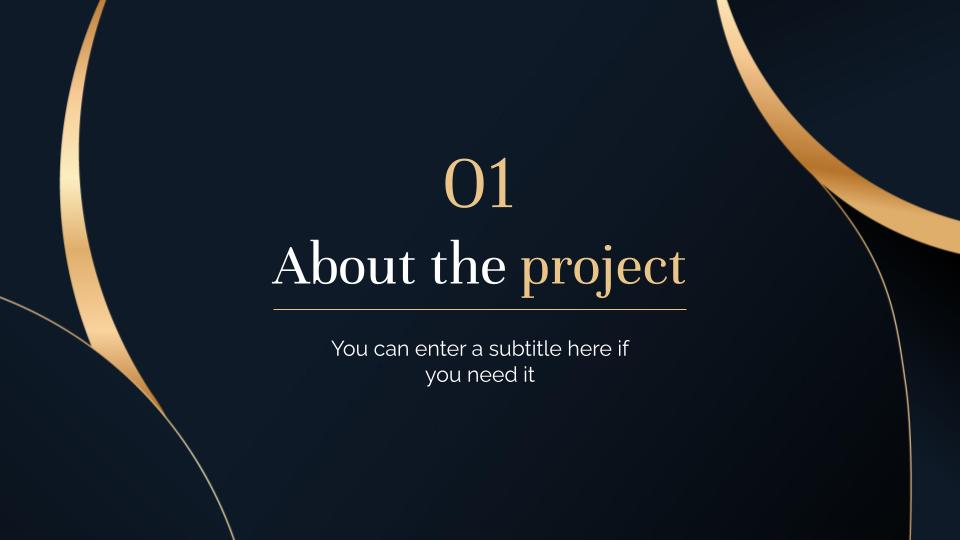 01
About the project
You can enter a subtitle here if
you need it